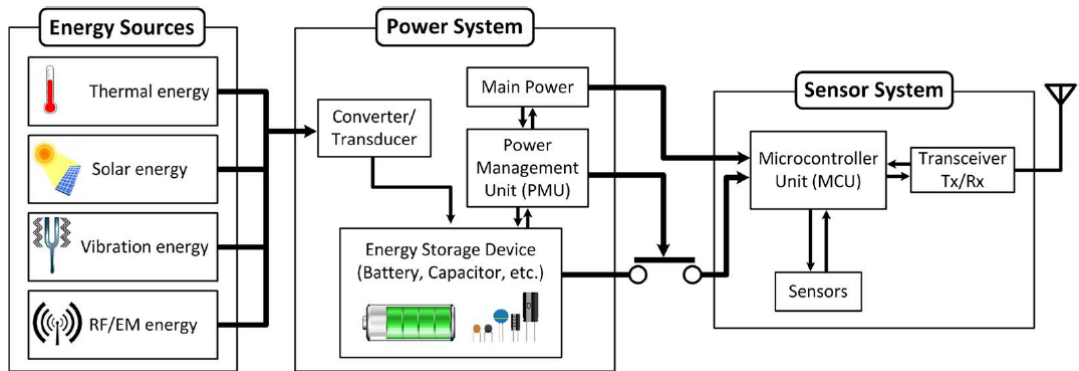 Energy Sources
Thermal energy
Solar energy
Vibration energy
RF/EM energy
Power System
Converter/
Transducer
Main Power
Power
Management
Unit (PMU)
Energy Storage Device
(Battery, Capacitor, etc.)
Sensor System
Microcontroller
Unit (MCU)
Transceiver
Tx/Rx
Sensors